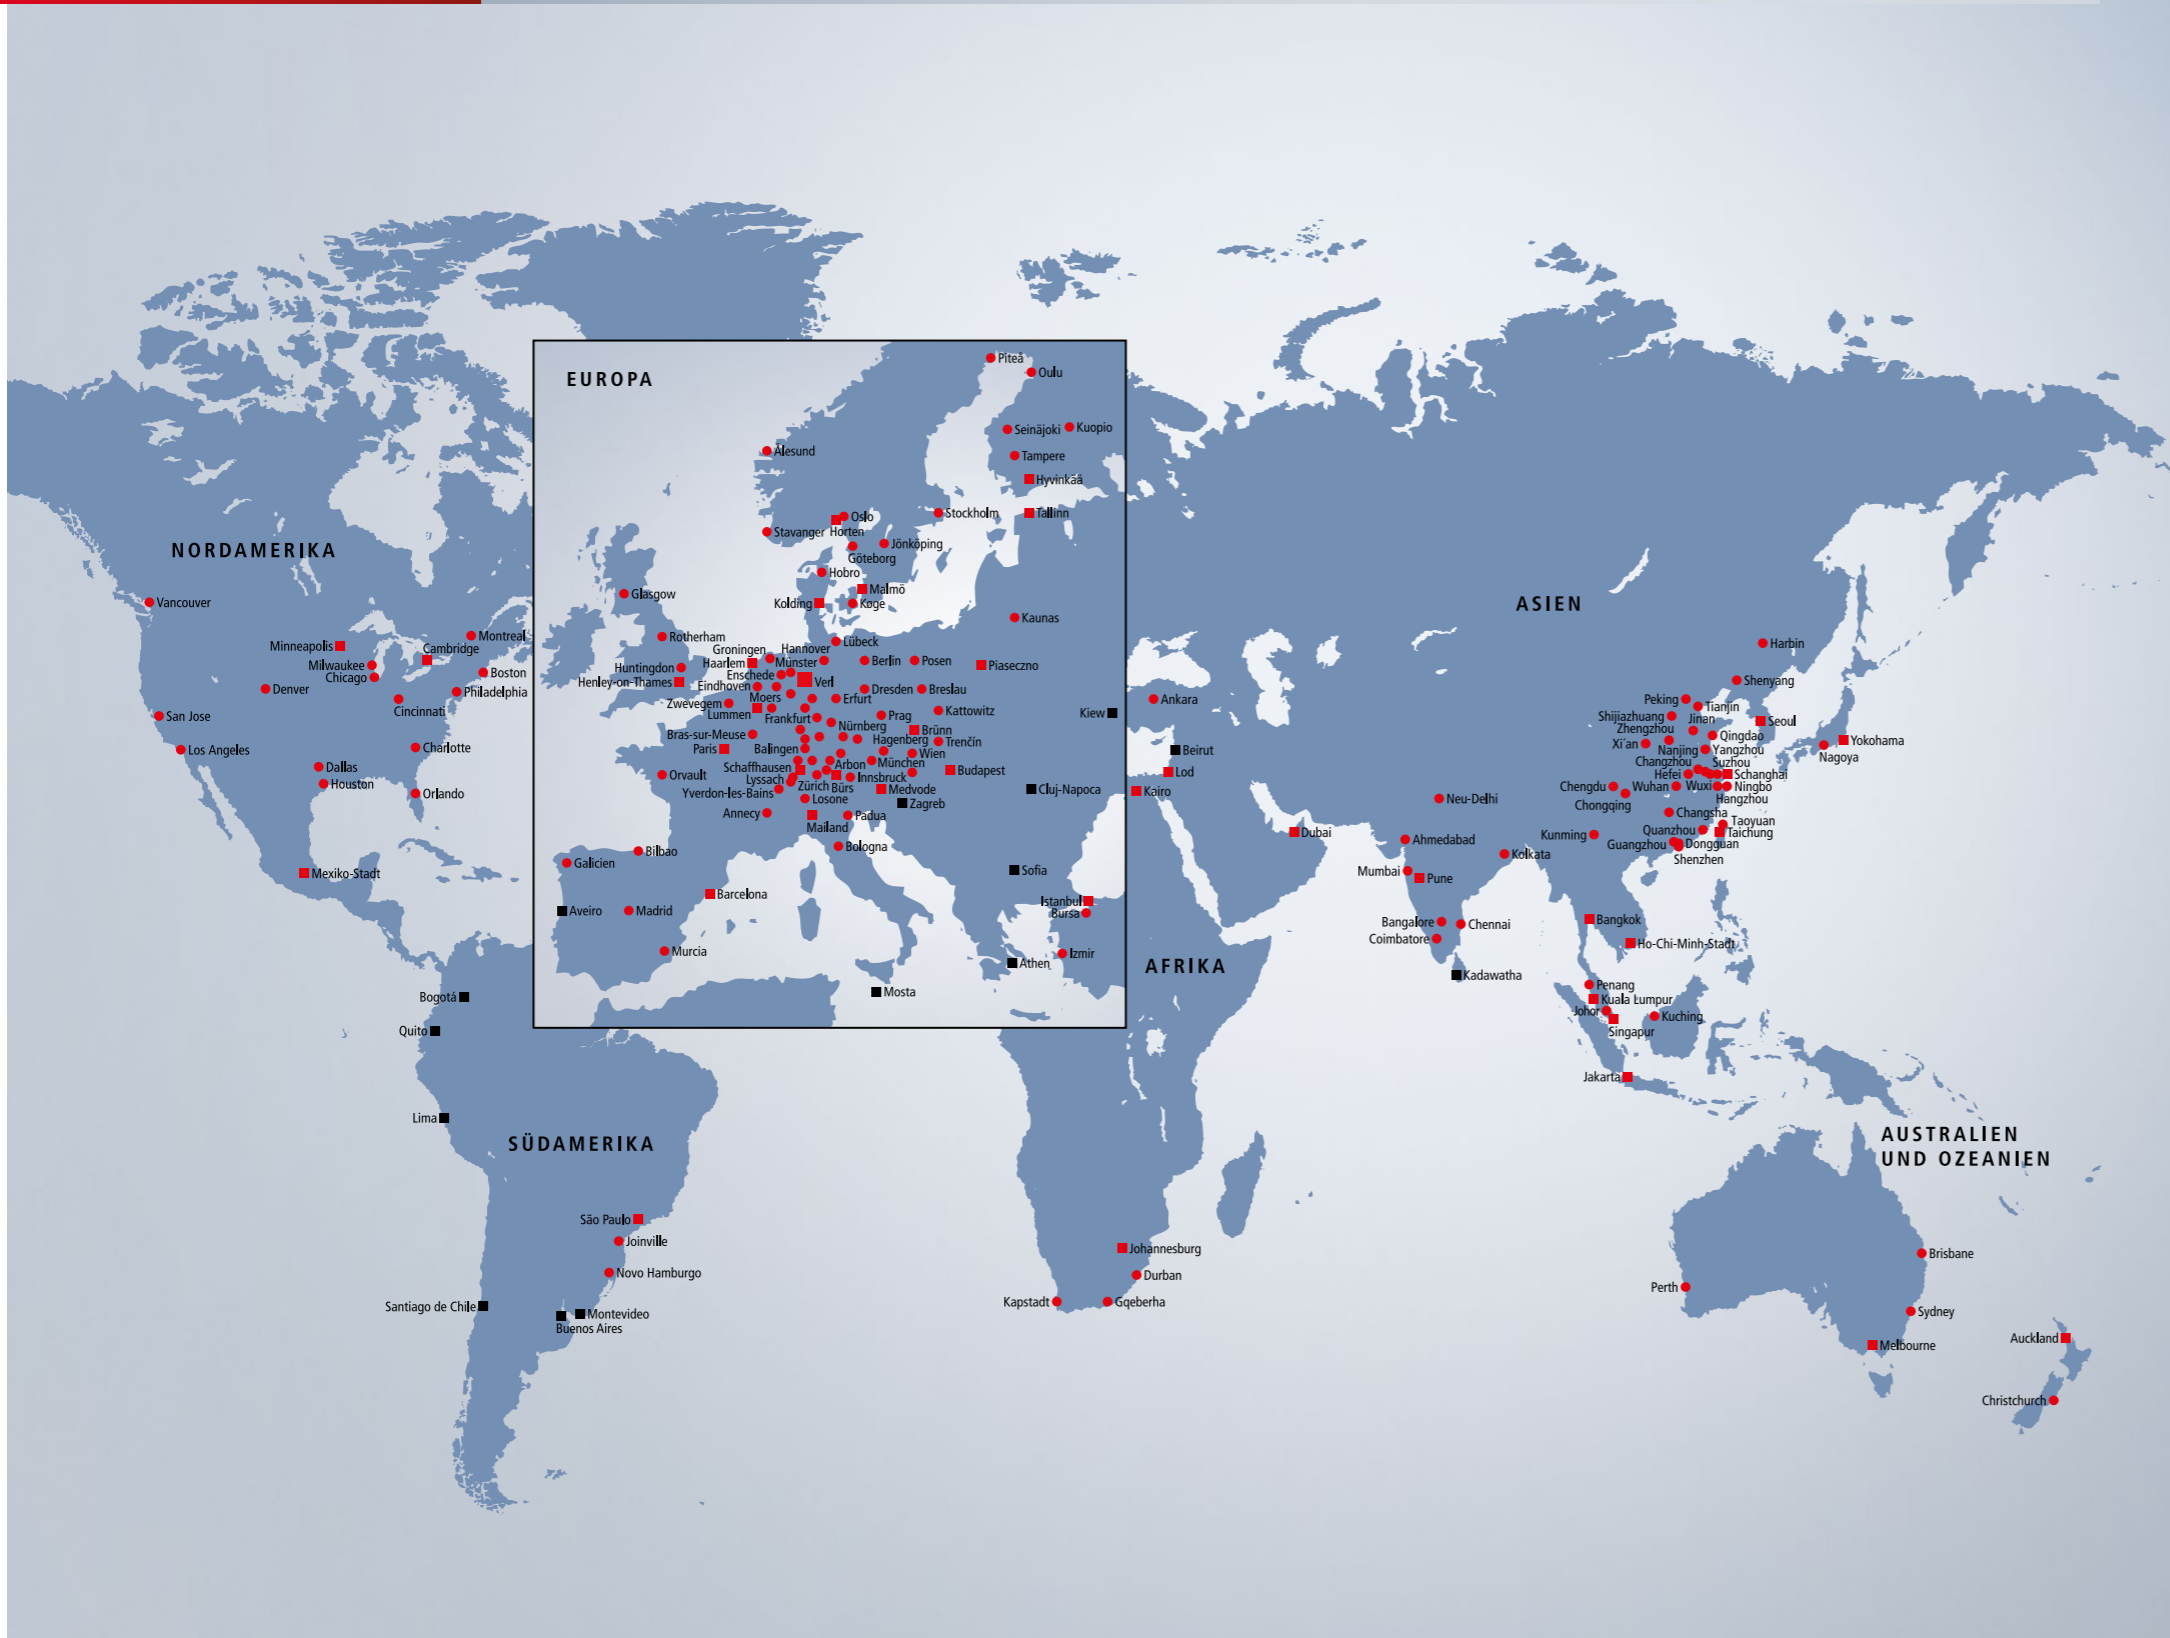 EUROPA
Piteå
Oulu
Seinäjoki
Kuopio
Ålesund
Tampere
Hyvinkää
Oslo
Stockholm
Tallinn
Stavanger
Horten
Jönköping
Göteborg
Hobro
Malmö
Glasgow
Kolding
Køge
Kaunas
Rotherham
Lübeck
Groningen
Hannover
Haarlem
Münster
Berlin
Posen
Piaseczno
Huntingdon
Enschede
Henley-on-Thames
Verl
Eindhoven
Dresden
Breslau
Moers
Erfurt
Zwevegem
Lummen
Frankfurt
Prag
Kattowitz
Kiew
Nürnberg
Brünn
Bras-sur-Meuse
Hagenberg
Trenčín
Paris
Balingen
Wien
Schaffhausen
Arbon
München
Budapest
Orvault
Lyssach
Innsbruck
Zürich
Bürs
Yverdon-les-Bains
Medvode
Cluj-Napoca
Losone
Zagreb
Annecy
Padua
Mailand
Bologna
Bilbao
Galicien
Sofia
Barcelona
Istanbul
Aveiro
Madrid
Bursa
Murcia
Izmir
Athen
Mosta
NORDAMERIKA
Vancouver
Montreal
Minneapolis
Cambridge
Milwaukee
Boston
Chicago
Denver
Philadelphia
Cincinnati
San Jose
Los Angeles
Charlotte
Dallas
Houston
Orlando
Mexiko-Stadt
SÜDAMERIKA
Bogotá
Quito
Lima
São Paulo
Joinville
Novo Hamburgo
Santiago de Chile
Montevideo
Buenos Aires
AFRIKA
Kairo
Johannesburg
Durban
Kapstadt
Gqeberha
ASIEN
Harbin
Shenyang
Ankara
Peking
Tianjin
Shijiazhuang
Jinan
Seoul
Zhengzhou
Qingdao
Yokohama
Xi´an
Nanjing
Yangzhou
Nagoya
Beirut
Changzhou
Suzhou
Lod
Hefei
Schanghai
Chengdu
Wuhan
Wuxi
Ningbo
Neu-Delhi
Chongqing
Hangzhou
Changsha
Taoyuan
Dubai
Kunming
Quanzhou
Taichung
Ahmedabad
Guangzhou
Dongguan
Kolkata
Shenzhen
Mumbai
Pune
Bangkok
Bangalore
Chennai
Coimbatore
Ho-Chi-Minh-Stadt
Kadawatha
Penang
Kuala Lumpur
Johor
Kuching
Singapur
Jakarta
AUSTRALIEN
UND OZEANIEN
Brisbane
Perth
Sydney
Melbourne
Auckland
Christchurch